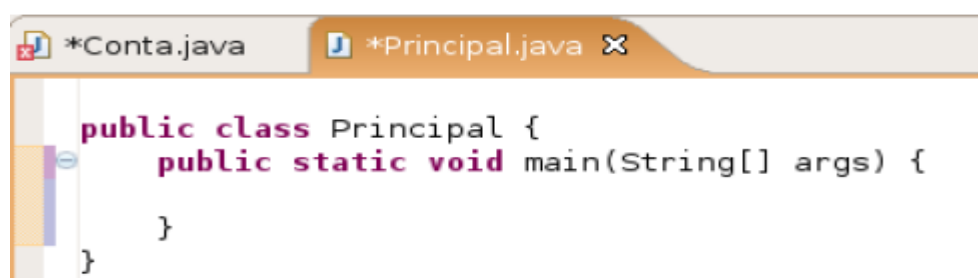 *Conta.java *Principal.java
public class Principal {
public static void main(String[] args) {
}
}